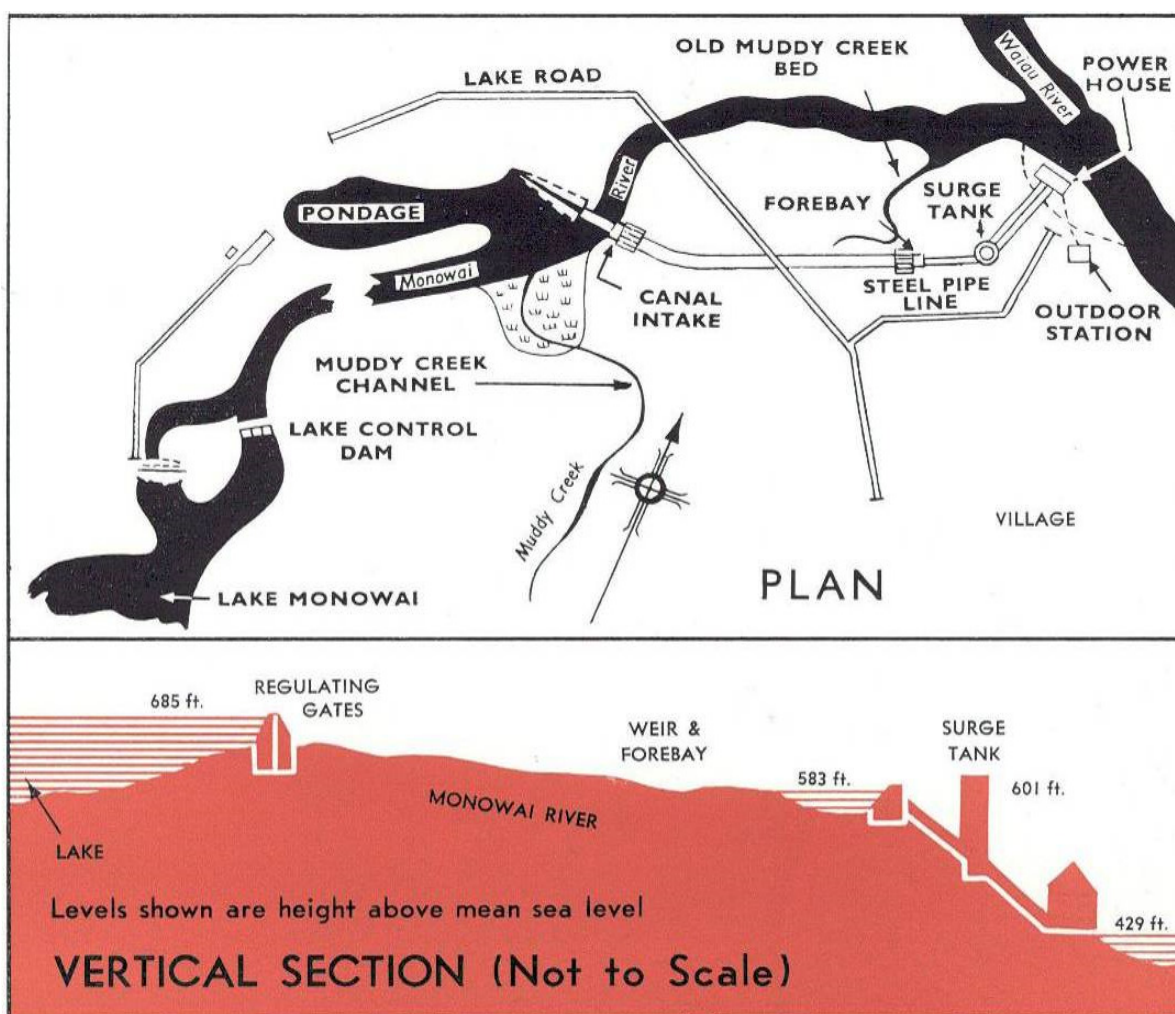 OLD MUDDY CREEK
BED
LAKE ROAD
Waiau River
POWER
HOUSE
PONDAGE
River
FOREBAY
SURGE
TANK
Monowai
CANAL
INTAKE
STEEL PIPE
LINE
OUTDOOR
STATION
MUDDY CREEK
CHANNEL
LAKE CONTROL
DAM
Muddy Creek
VILLAGE
PLAN
LAKE MONOWAI
685 ft.
REGULATING
GATES
WEIR &
FOREBAY
SURGE
TANK
583 ft.
601 ft.
MONOWAI RIVER
LAKE
Levels shown are height above mean sea level
429 ft.
VERTICAL SECTION (Not to Scale)